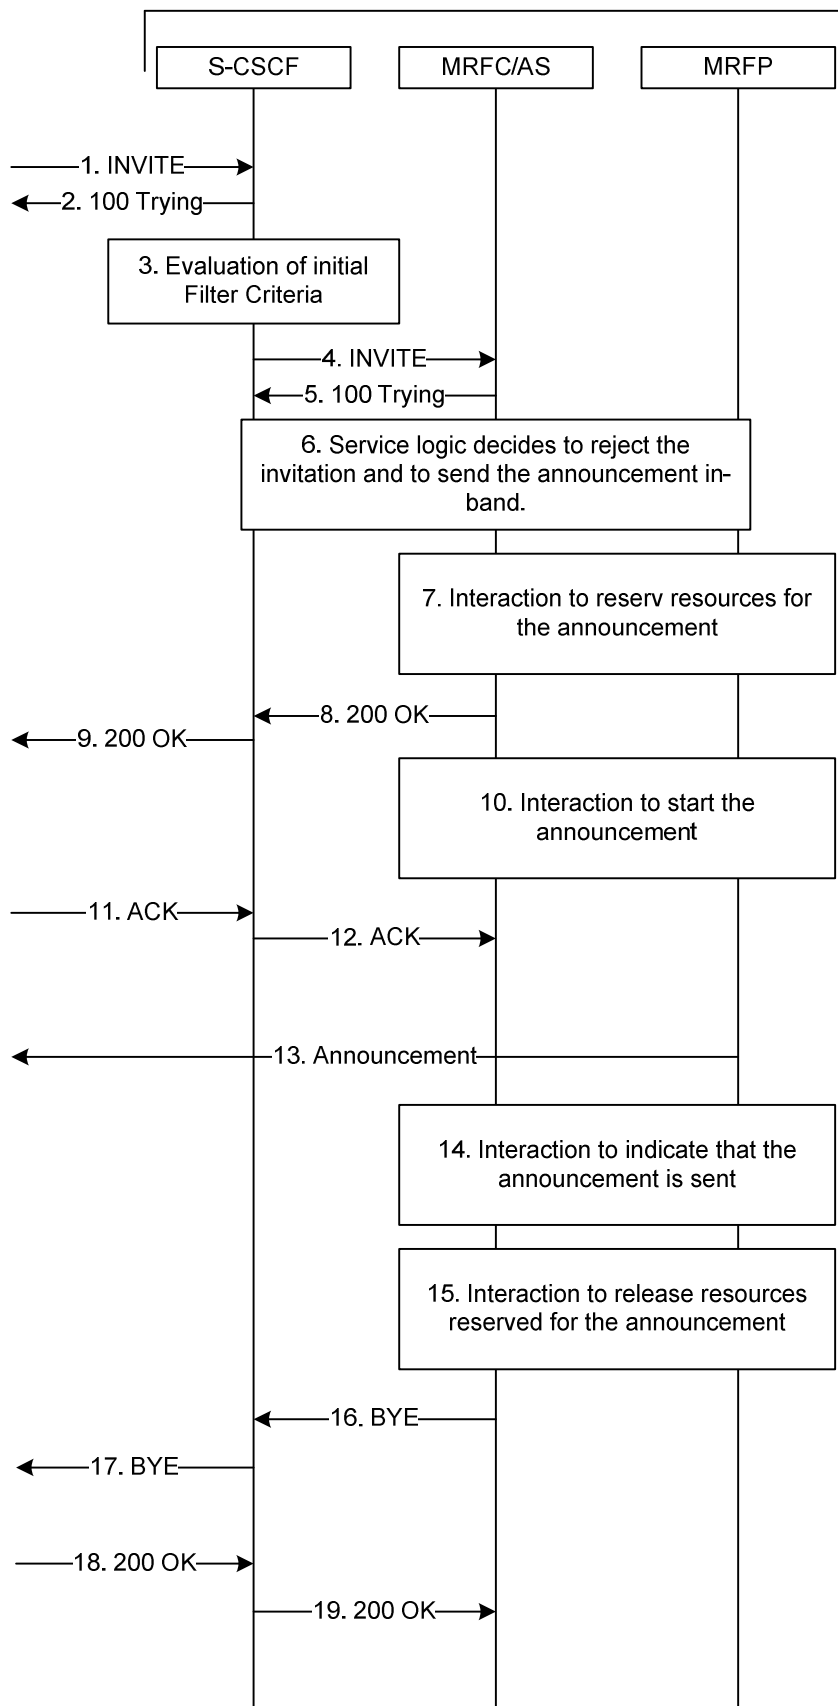 S-CSCF MRFC/AS MRFP
1. INVITE
2. 100 Trying
3. Evaluation of initial
Filter Criteria
4. INVITE
5. 100 Trying
6. Service logic decides to reject the
invitation and to send the announcement in-
band.
7. Interaction to reserv resources for
the announcement
8. 200 OK
9. 200 OK
10. Interaction to start the
announcement
11. ACK
12. ACK
13. Announcement
14. Interaction to indicate that the
announcement is sent
15. Interaction to release resources
reserved for the announcement
16. BYE
17. BYE
18. 200 OK
19. 200 OK